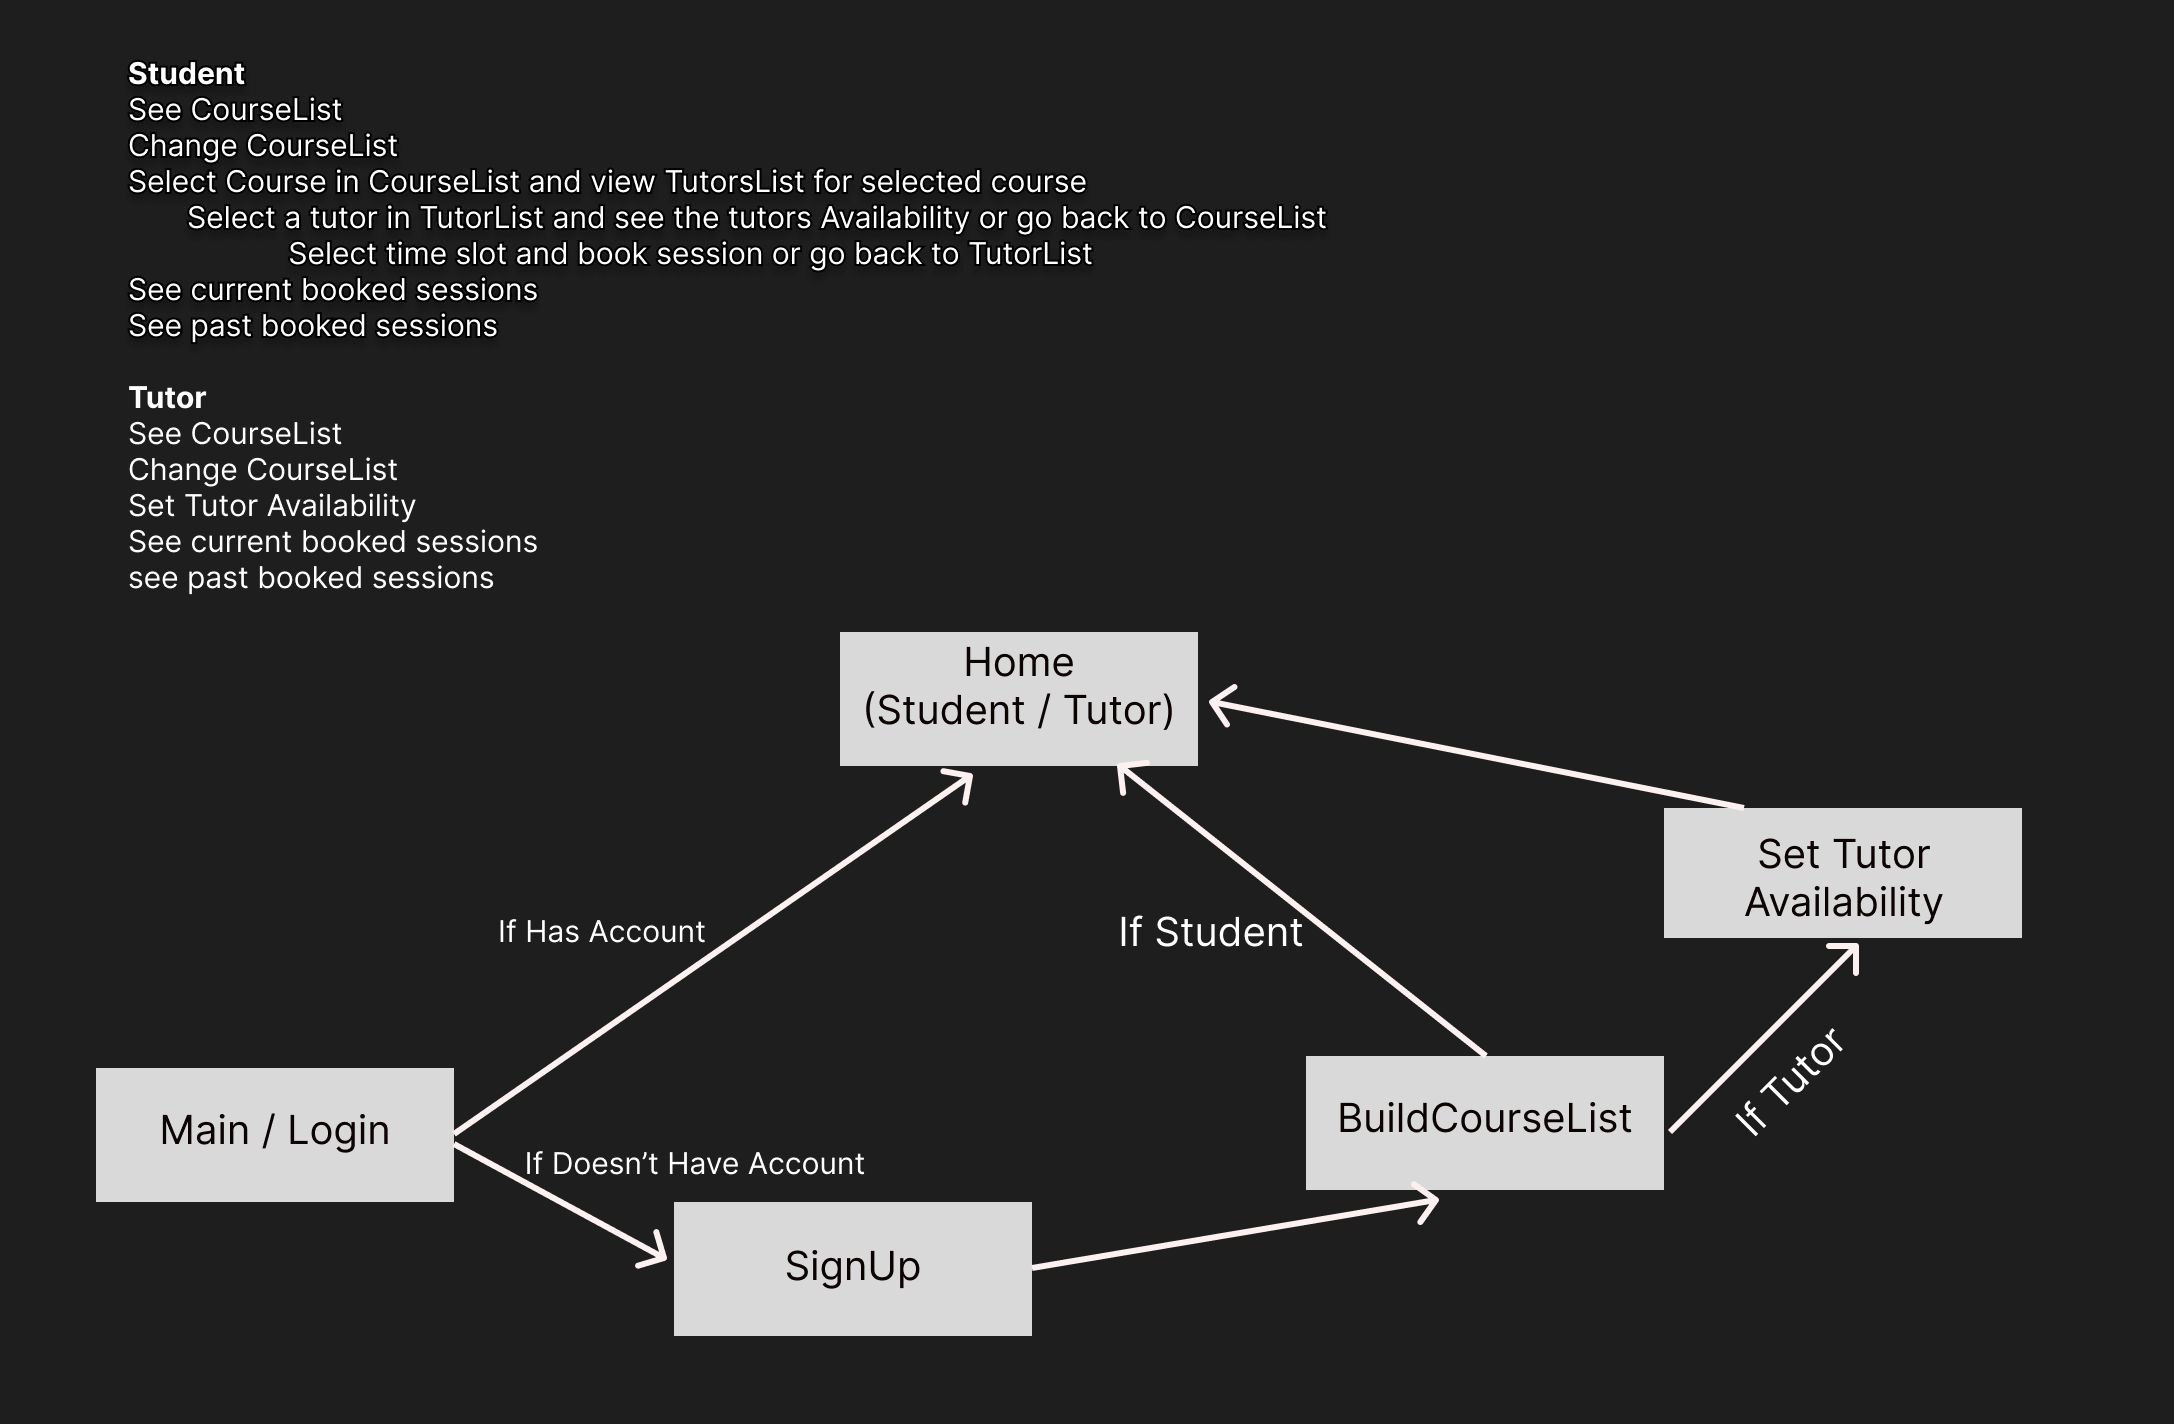 Student
See CourseList
Change CourseList
Select Course in CourseList and view TutorsList for selected course
Select a tutor in TutorList and see the tutors Availability or go back to CourseList
Select time slot and book session or go back to TutorList
See current booked sessions
See past booked sessions
Tutor
See CourseList
Change CourseList
Set Tutor Availability
See current booked sessions
see past booked sessions
Home
(Student / Tutor)
Set Tutor
Availability
If Has Account
If Student
If Tutor
Main / Login
BuildCourseList
If Doesn’t Have Account
SignUp